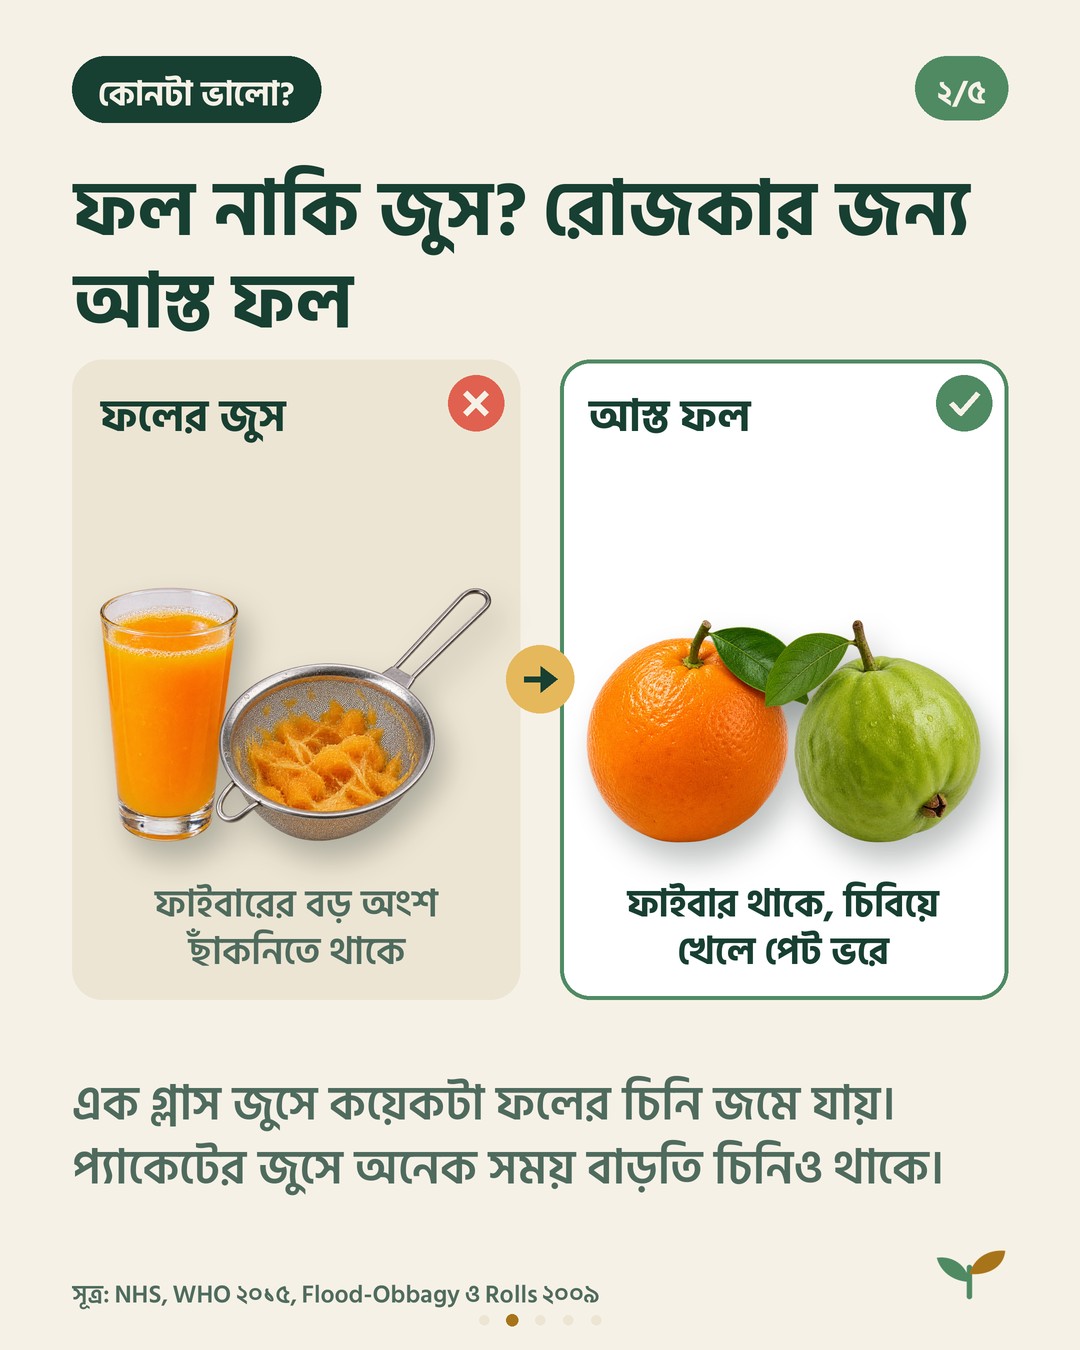 কোনটা ভালো?
২/৫
ফল নাকি জুস? রোজকার জন্য
আস্ত ফল
ফলের জুস
আস্ত ফল
ফাইবারের বড় অংশ
ছাঁকনিতে থাকে
ফাইবার থাকে, চিবিয়ে
খেলে পেট ভরে
এক গ্লাস জুসে কয়েকটা ফলের চিনি জমে যায়।
প্যাকেটের জুসে অনেক সময় বাড়তি চিনিও থাকে।
সূত্র: NHS, WHO ২০১৫, Flood-Obbagy ও Rolls ২০০৯